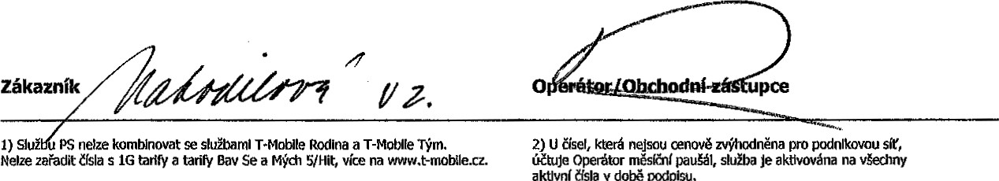 Zákazník Nahodilová v z. Operátor/Obchodní zástupce
1) Službu PS nelze kombinovat se službami T-Mobile Rodina a T-Mobile Tým.
Nelze zařadit čísla s 1G tarify a tarify Bav Se a Mých 5/Hit, více na www.t-mobile.cz.
2) U čísel, která nejsou cenově zvýhodněna pro podnikovou síť,
účtuje Operátor měsíční paušál, služba je aktivována na všechny
aktivní čísla v době podpisu.